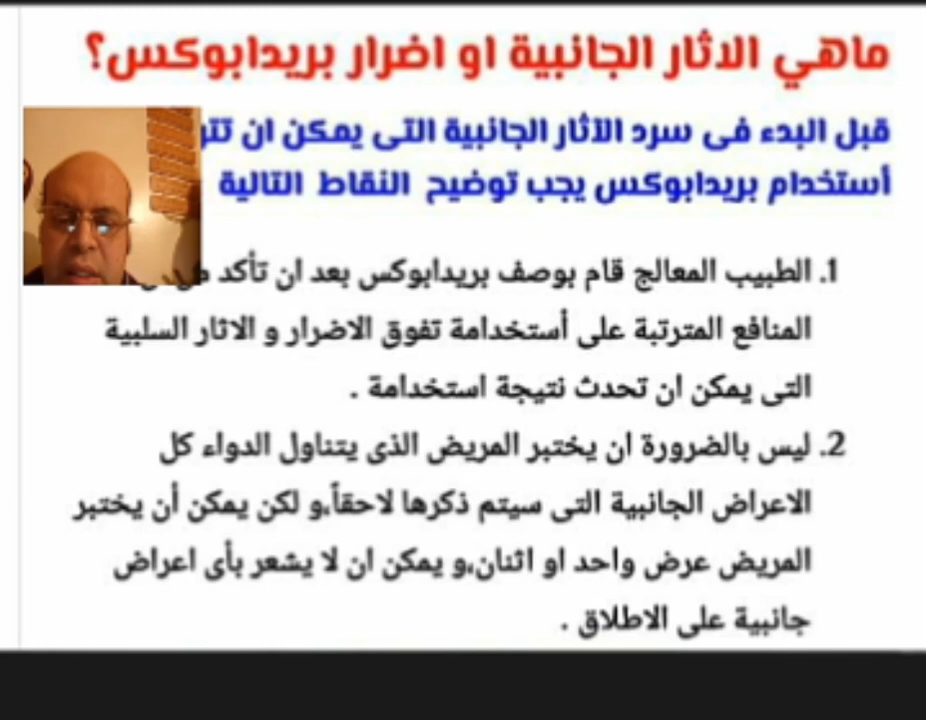 ماهي الاثار الجانبية او اضرار بريدابوكس؟
قبل البدء فى سرد الآثار الجانبية التى يمكن ان
أستخدام بريدابوكس يجب توضيح النقاط التالية
1. الطبيب المعالج قام بوصف بريدابوكس بعد ان تأكد
المنافع المترتبة على أستخدامة تفوق الاضرار و الاثار السلبية
التى يمكن ان تحدث نتيجة استخدامة .
2. ليس بالضرورة ان يختبر المريض الذى يتناول الدواء كل
الاعراض الجانبية التى سيتم ذكرها لاحقاً،و لكن يمكن أن يختبر
المريض عرض واحد او اثنان،و يمكن ان لا يشعر بأى اعراض
جانبية على الاطلاق .